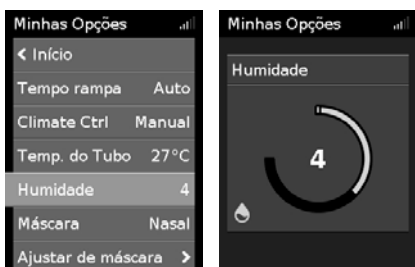 Minhas Opções
< Início
Tempo rampa Auto
Climate Ctrl Manual
Temp. do Tubo 27°C
Humidade 4
Máscara Nasal
Ajustar de máscara >
Minhas Opções
Humidade
4